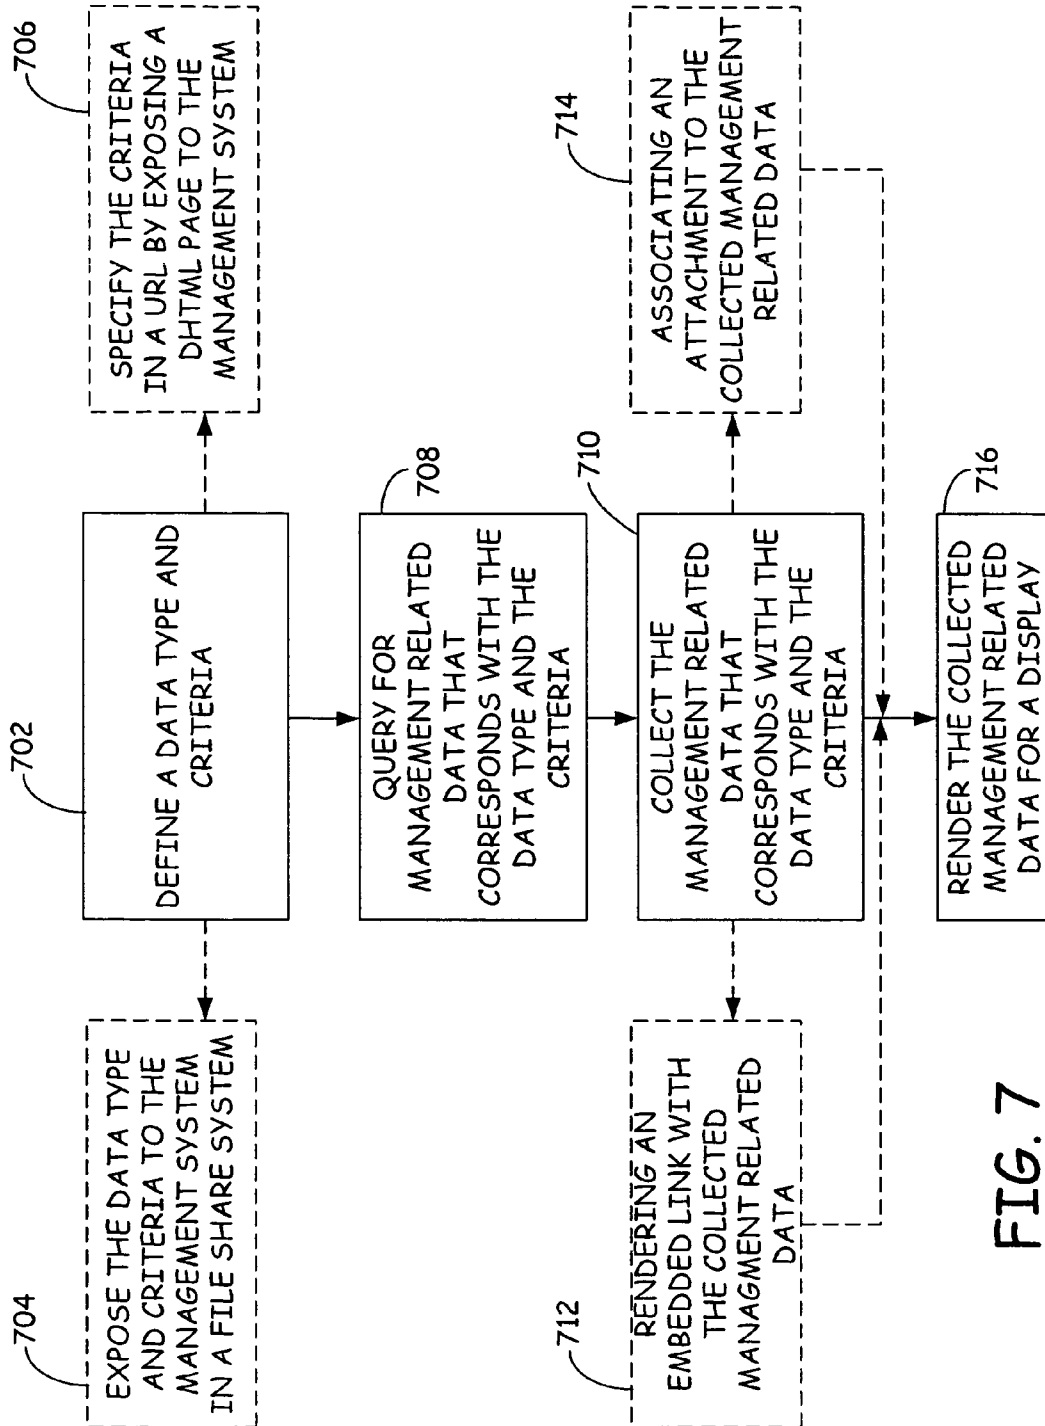 702
DEFINE A DATA TYPE AND
CRITERIA
704
EXPOSE THE DATA TYPE
AND CRITERIA TO THE
MANAGEMENT SYSTEM
IN A FILE SHARE SYSTEM
706
SPECIFY THE CRITERIA
IN A URL BY EXPOSING A
DHTML PAGE TO THE
MANAGEMENT SYSTEM
708
QUERY FOR
MANAGEMENT RELATED
DATA THAT
CORRESPONDS WITH THE
DATA TYPE AND THE
CRITERIA
710
COLLECT THE
MANAGEMENT RELATED
DATA THAT
CORRESPONDS WITH THE
DATA TYPE AND THE
CRITERIA
712
RENDERING AN
EMBEDDED LINK WITH
THE COLLECTED
MANAGMENT RELATED
DATA
714
ASSOCIATING AN
ATTACHMENT TO THE
COLLECTED MANAGEMENT
RELATED DATA
716
RENDER THE COLLECTED
MANAGEMENT RELATED
DATA FOR A DISPLAY
FIG. 7